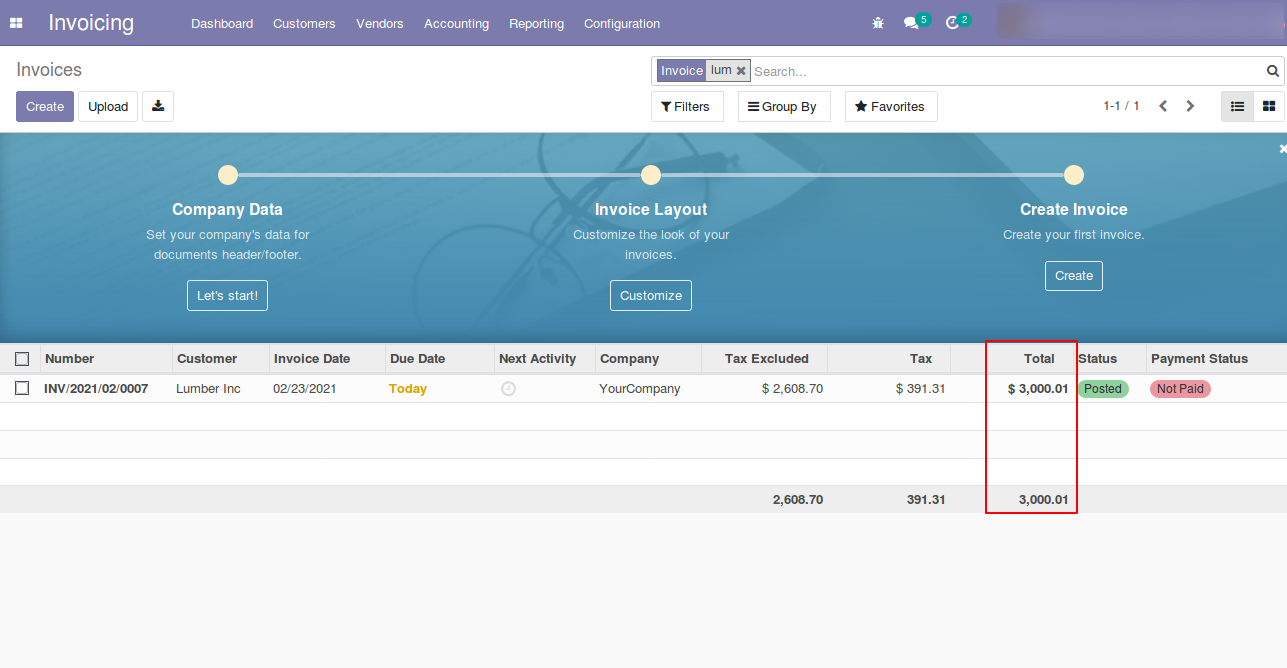 Invoicing Dashboard Customers Vendors Accounting Reporting Configuration 5 2
Invoices Invoice lum Search...
Create Upload Filters Group By Favorites 1-1 / 1
Company Data Invoice Layout Create Invoice
Set your company's data for Customize the look of your Create your first invoice.
documents header/footer. invoices.
Create
Let's start! Customize
Number Customer Invoice Date Due Date Next Activity Company Tax Excluded Tax Total Status Payment Status
INV/2021/02/0007 Lumber Inc 02/23/2021 Today YourCompany $ 2,608.70 $ 391.31 $ 3,000.01 Posted Not Paid
2,608.70 391.31 3,000.01